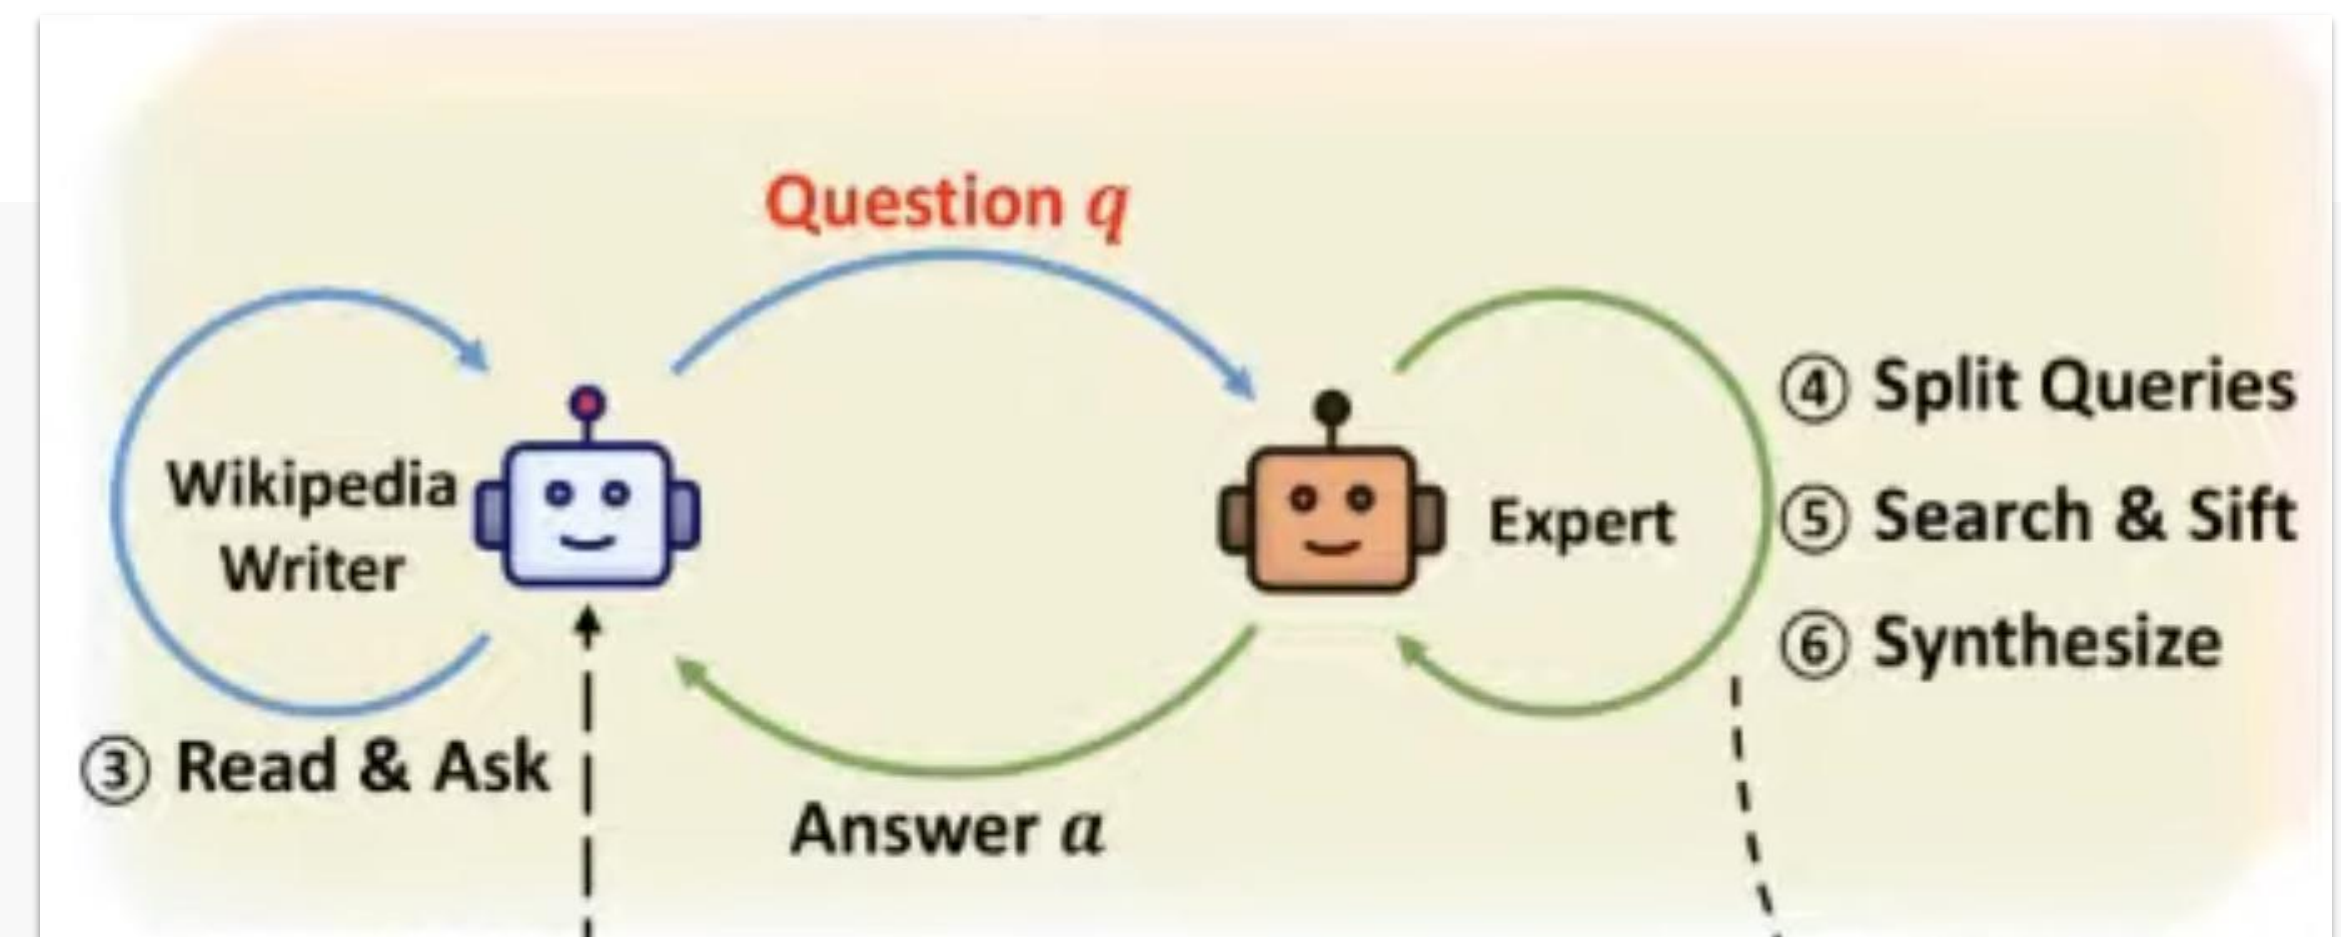 Question q
Wikipedia
Writer
Expert
④ Split Queries
⑤ Search & Sift
⑥ Synthesize
③ Read & Ask
Answer a